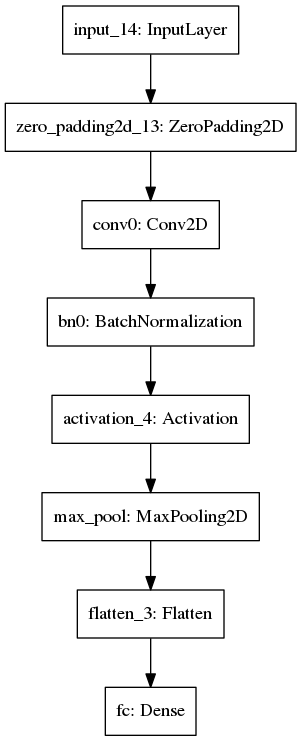 input_14: InputLayer
zero_padding2d_13: ZeroPadding2D
conv0: Conv2D
bn0: BatchNormalization
activation_4: Activation
max_pool: MaxPooling2D
flatten_3: Flatten
fc: Dense